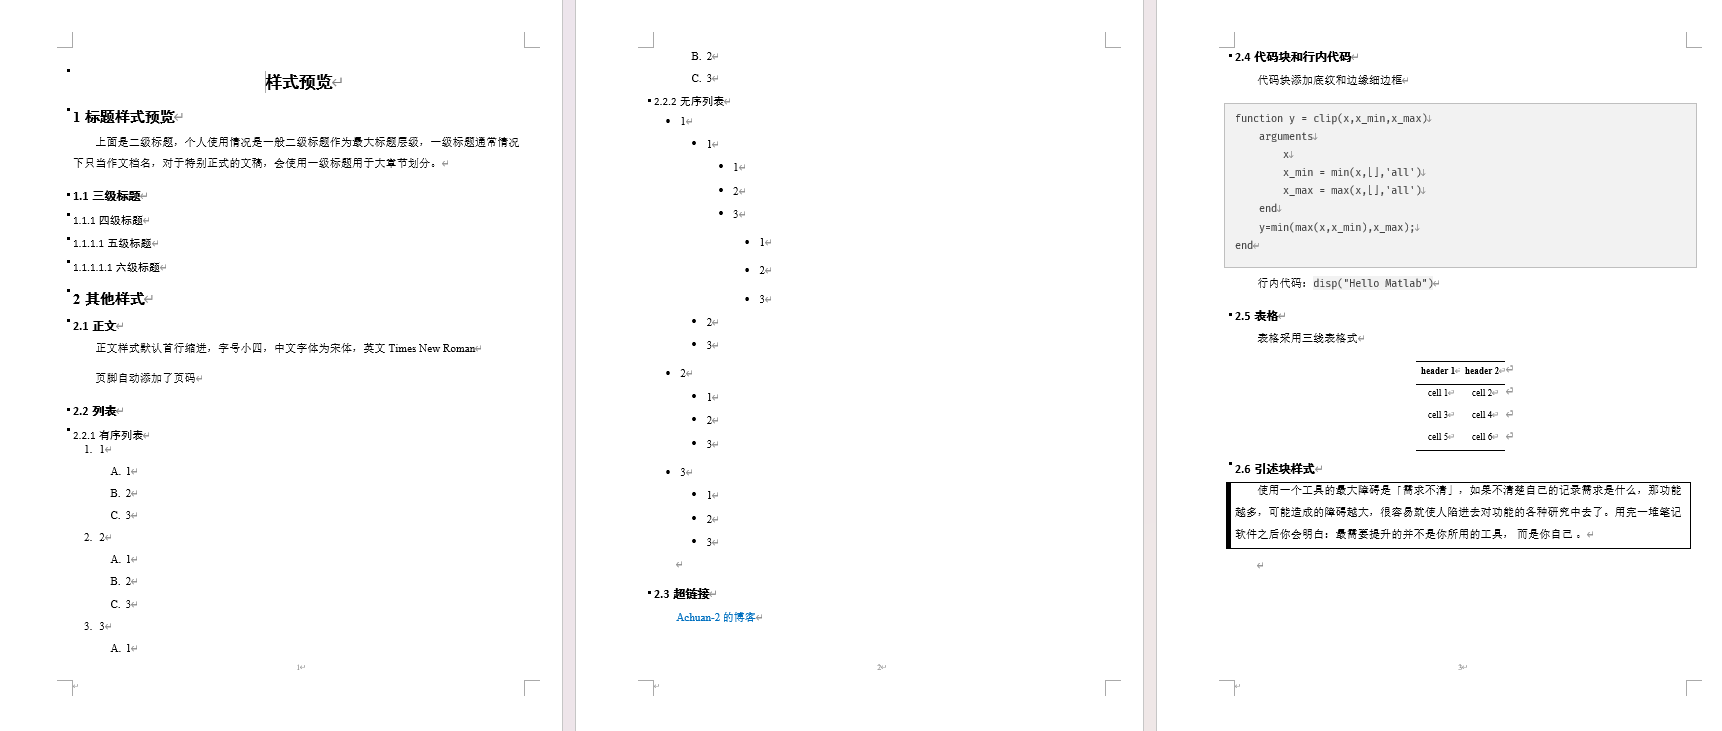 样式预览
1 标题样式预览
上面是二级标题，个人使用情况是一般二级标题作为最大标题层级，一级标题通常情况
下只当作文档名，对于特别正式的文稿，会使用一级标题用于大章节划分。
1.1 三级标题
1.1.1 四级标题
1.1.1.1 五级标题
1.1.1.1.1 六级标题
2 其他样式
2.1 正文
正文样式默认首行缩进，字号小四，中文字体为宋体，英文 Times New Roman
页脚自动添加了页码
2.2 列表
2.2.1 有序列表
1. 1
A. 1
B. 2
C. 3
2. 2
A. 1
B. 2
C. 3
3. 3
A. 1
1
B. 2
C. 3
2.2.2 无序列表
• 1
• 1
• 1
• 2
• 3
• 1
• 2
• 3
• 2
• 3
• 2
• 1
• 2
• 3
• 3
• 1
• 2
• 3
2.3 超链接
Achuan-2 的博客
2
2.4 代码块和行内代码
代码块添加底纹和边缘细边框
function y = clip(x,x_min,x_max)
arguments
x
x_min = min(x,[],'all')
x_max = max(x,[],'all')
end
y=min(max(x,x_min),x_max);
end
行内代码：disp("Hello Matlab")
2.5 表格
表格采用三线表格式
header 1 header 2
cell 1 cell 2
cell 3 cell 4
cell 5 cell 6
2.6 引述块样式
使用一个工具的最大障碍是「需求不清」，如果不清楚自己的记录需求是什么，那功能
越多，可能造成的障碍越大，很容易就使人陷进去对功能的各种研究中去了。用完一堆笔记
软件之后你会明白：最需要提升的并不是你所用的工具， 而是你自己 。
3